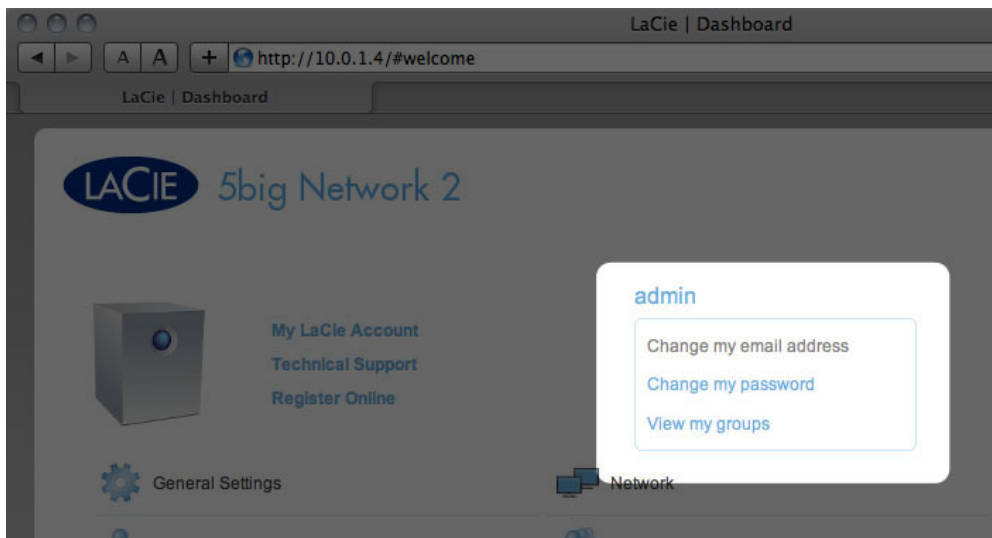 LaCie | Dashboard
A A + http://10.0.1.4/#welcome
LaCie | Dashboard
LACIE 5big Network 2
admin
My LaCie Account
Change my email address
Technical Support
Change my password
Register Online
View my groups
General Settings
Network